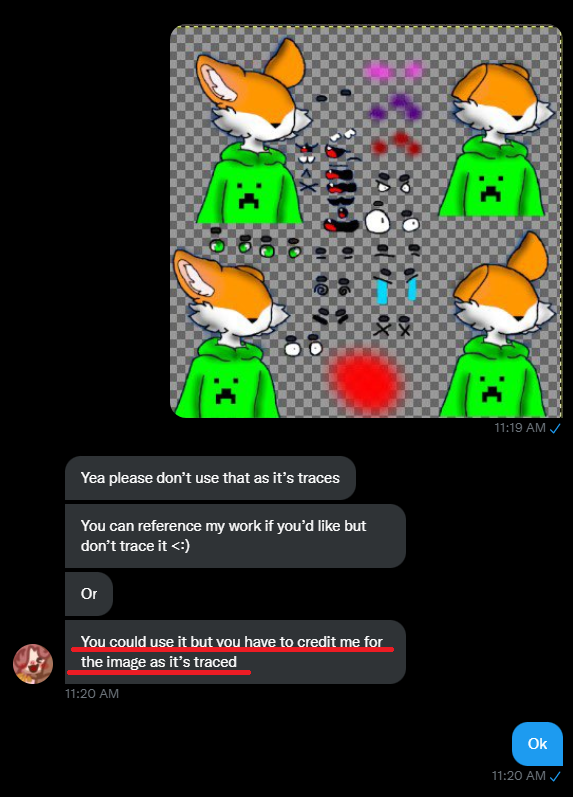 11:19 AM
Yea please don't use that as it's traces
You can reference my work if you'd like but
don't trace it <:)
Or
You could use it but you have to credit me for
the image as it's traced
11:20 AM
Ok
11:20 AM